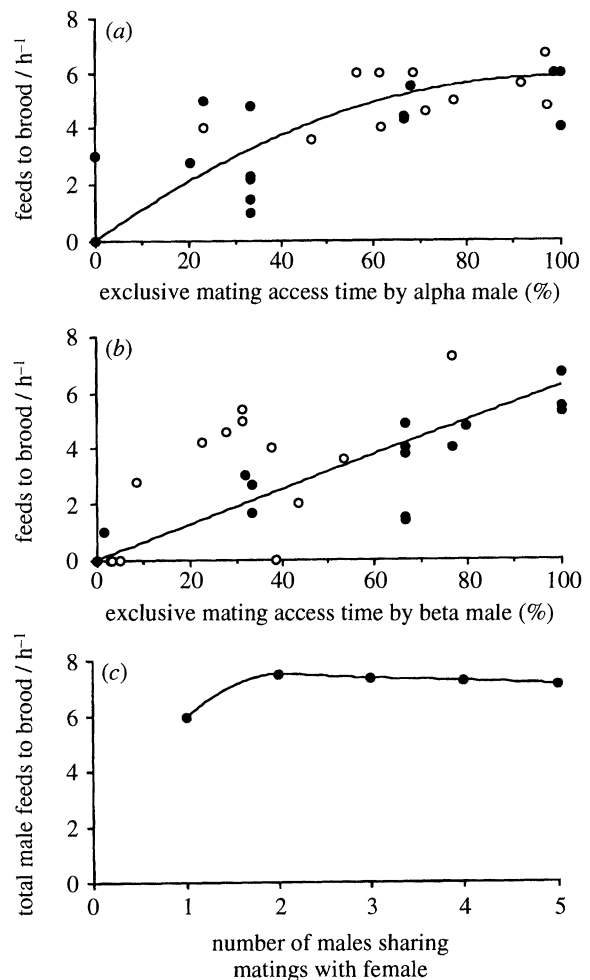 (a)
feeds to brood / h⁻¹
8
6
4
2
0
0 20 40 60 80 100
exclusive mating access time by alpha male (%)
(b)
feeds to brood / h⁻¹
8
6
4
2
0
0 20 40 60 80 100
exclusive mating access time by beta male (%)
(c)
total male feeds to brood / h⁻¹
8
6
4
2
0
0 1 2 3 4 5
number of males sharing
matings with female